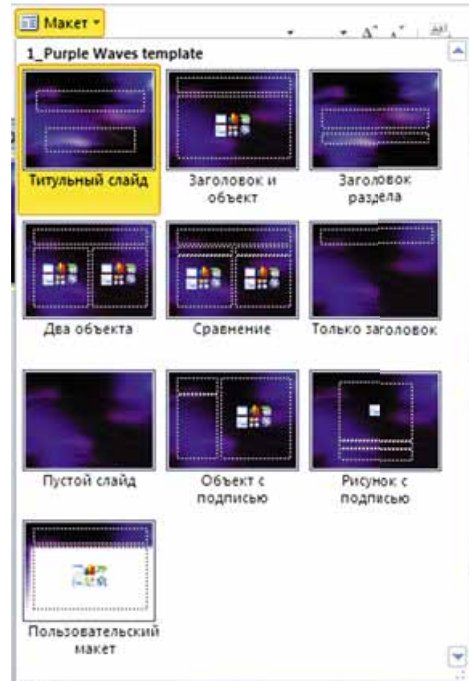 Макет
1_Purple Waves template
Титульный слайд
Заголовок и
объект
Заголовок
раздела
Два объекта
Сравнение
Только заголовок
Пустой слайд
Объект с
подписью
Рисунок с
подписью
Пользовательский
макет